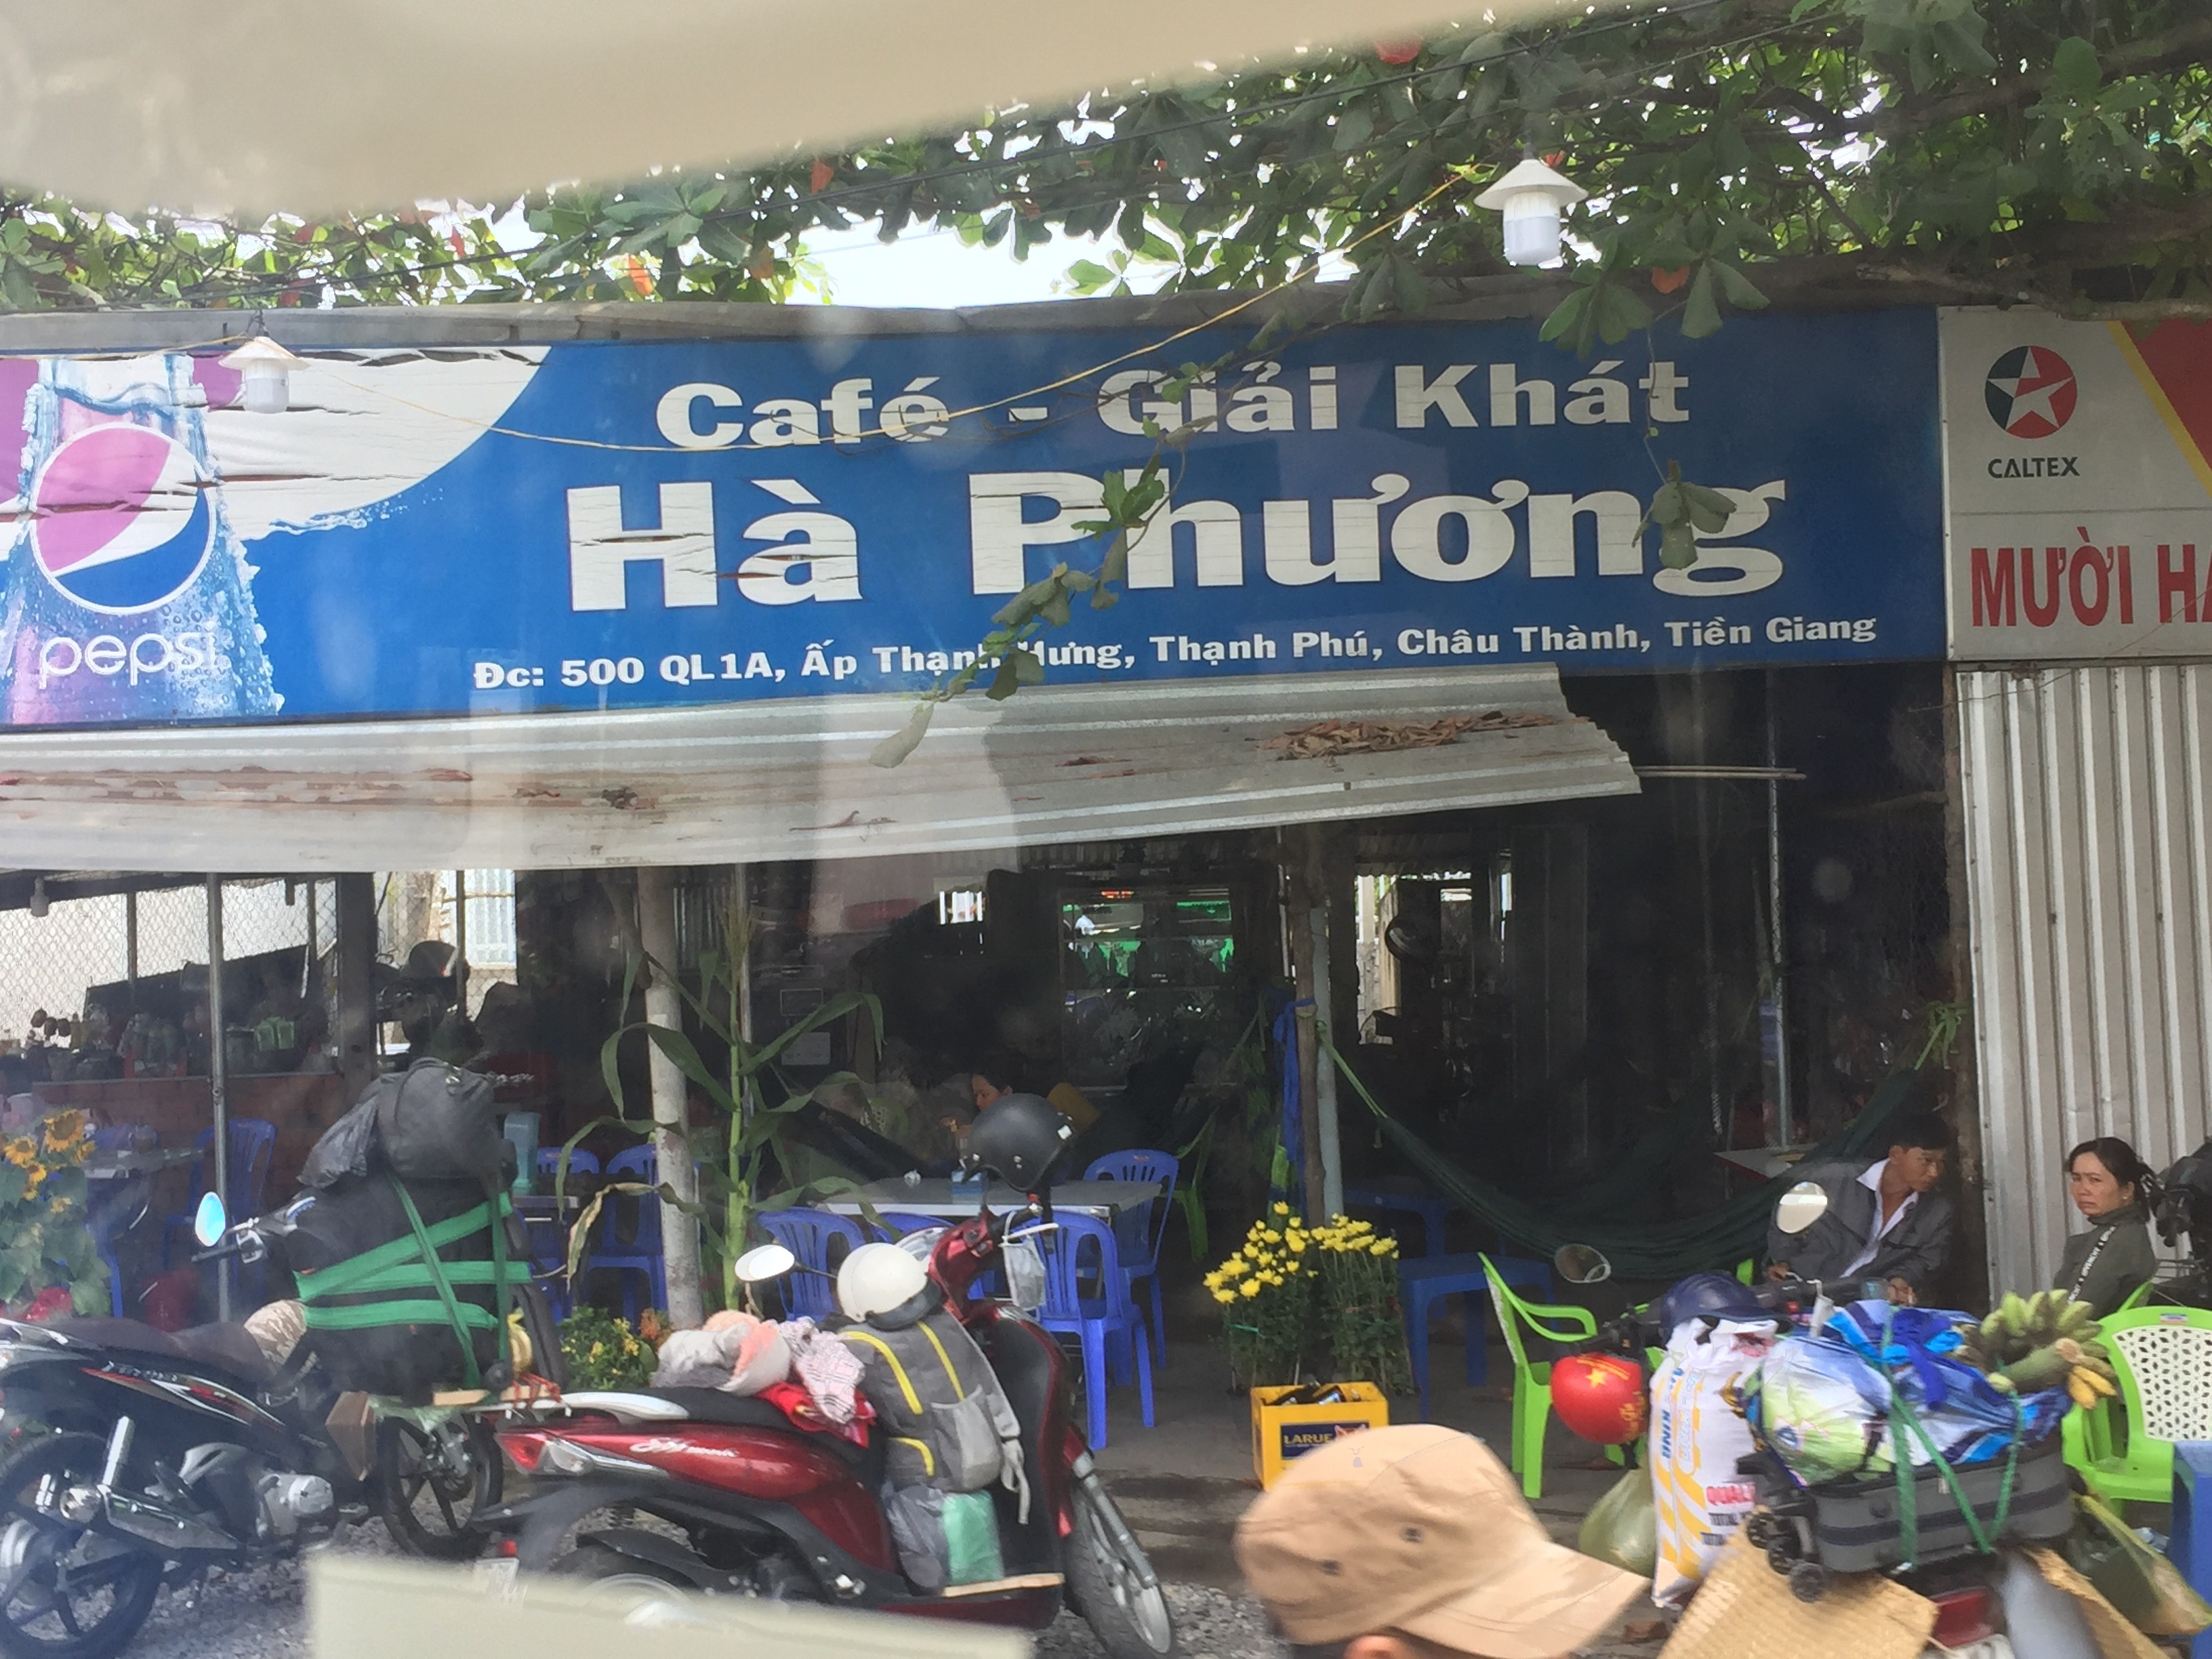 Café - Giải Khát
Hà Phương
Đc: 500 QL1A, Ấp Thạnh Hưng, Thạnh Phú, Châu Thành, Tiền Giang
pepsi
CALTEX
MƯỜI
LARUE